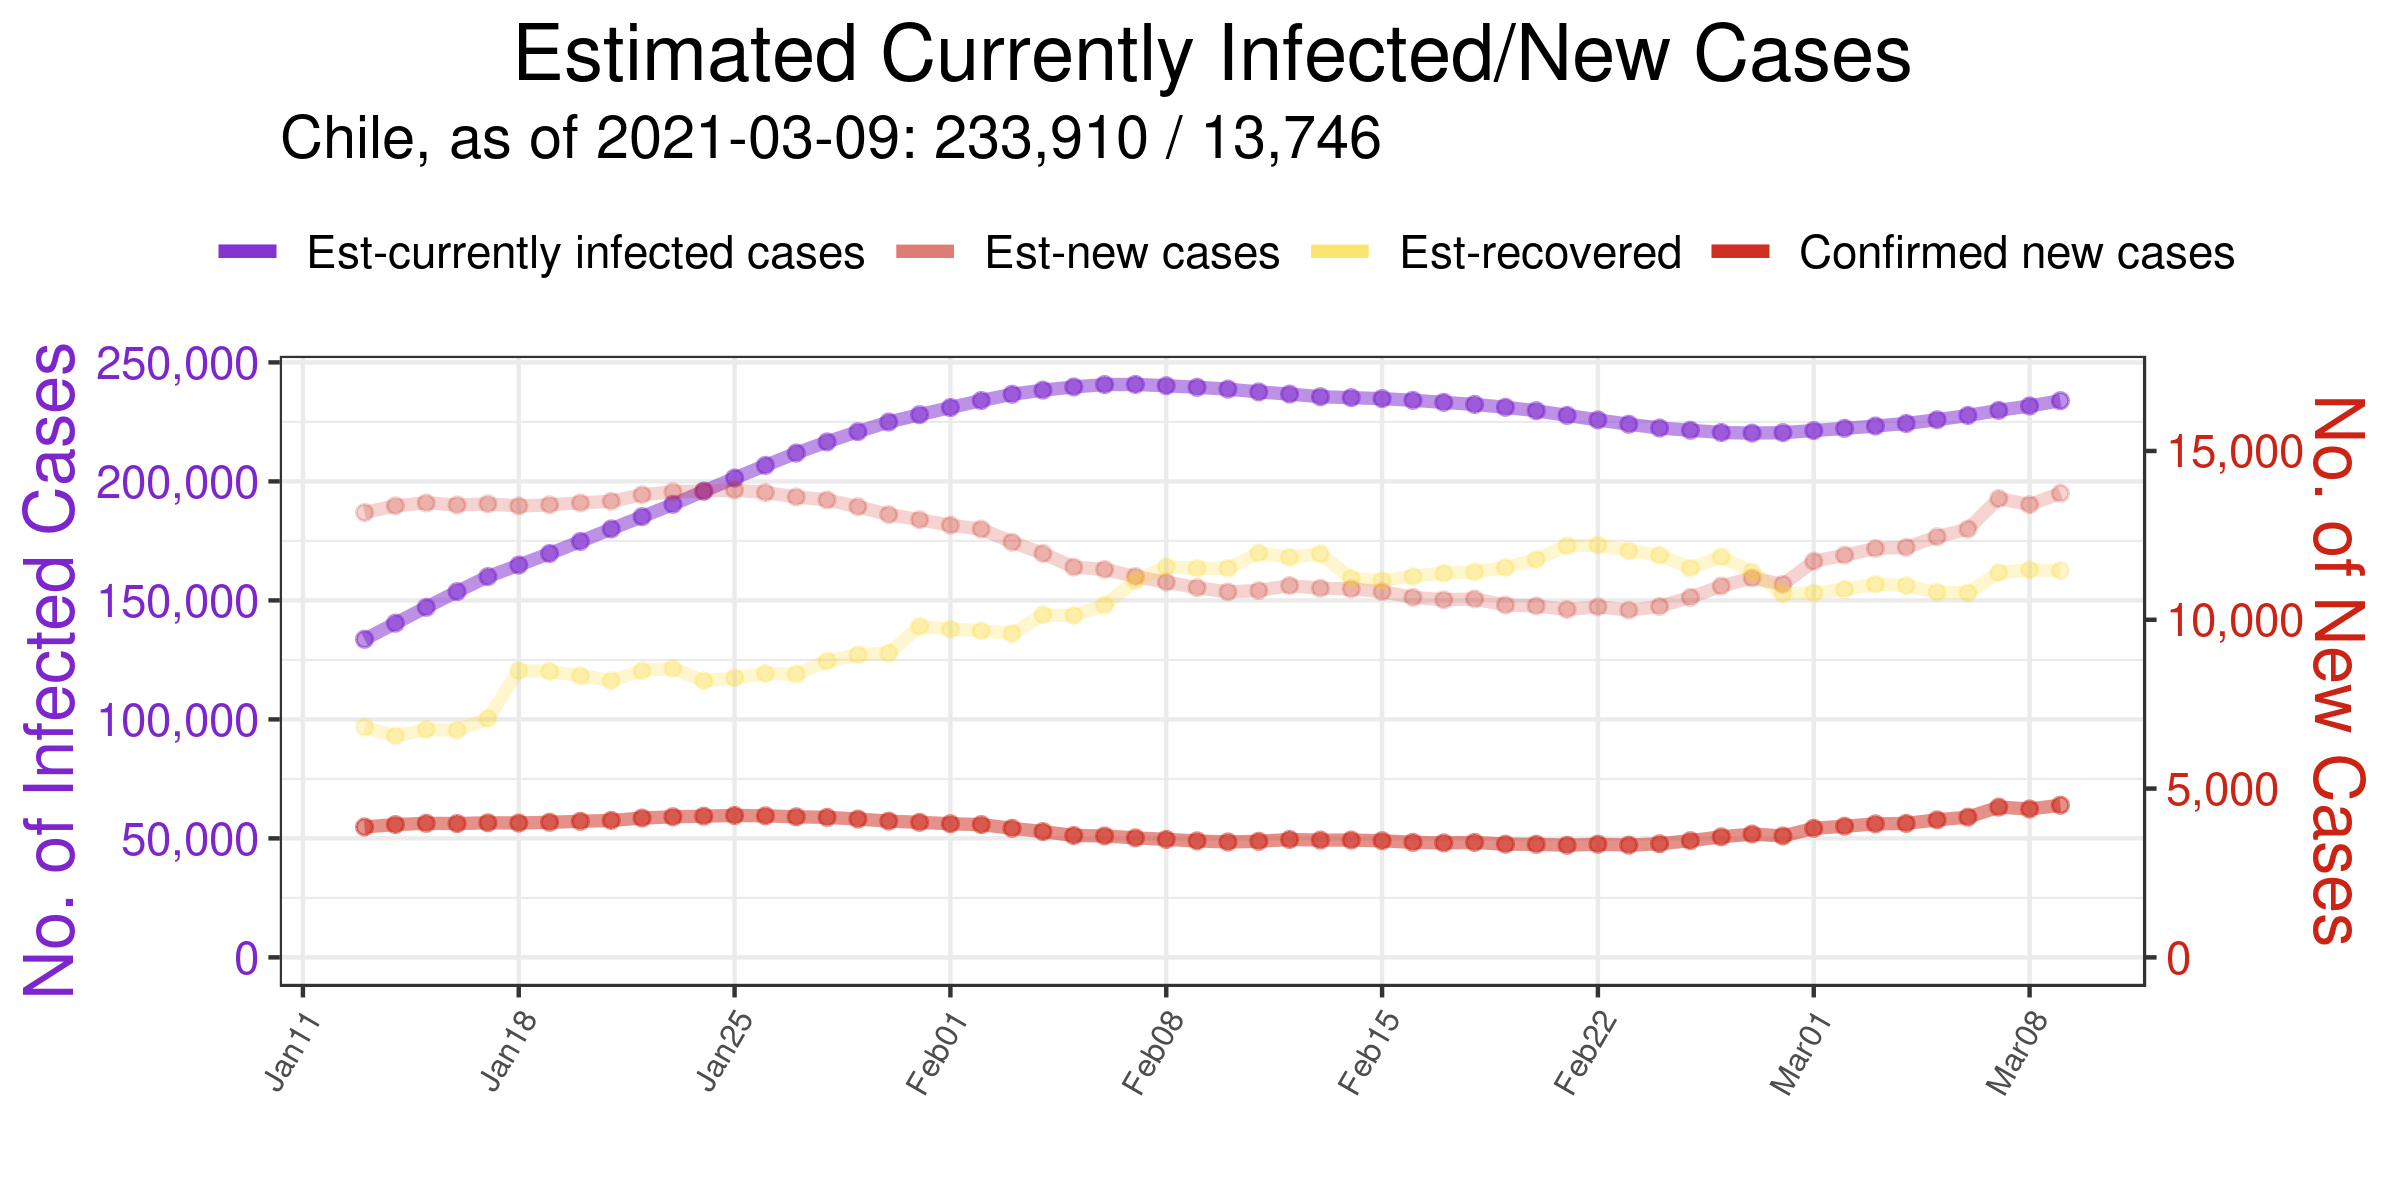 Estimated Currently Infected/New Cases
Chile, as of 2021-03-09: 233,910 / 13,746
Est-currently infected cases Est-new cases Est-recovered Confirmed new cases
No. of Infected Cases
250,000
200,000
150,000
100,000
50,000
0
15,000
10,000
5,000
0
No. of New Cases
Jan11 Jan18 Jan25 Feb01 Feb08 Feb15 Feb22 Mar01 Mar08